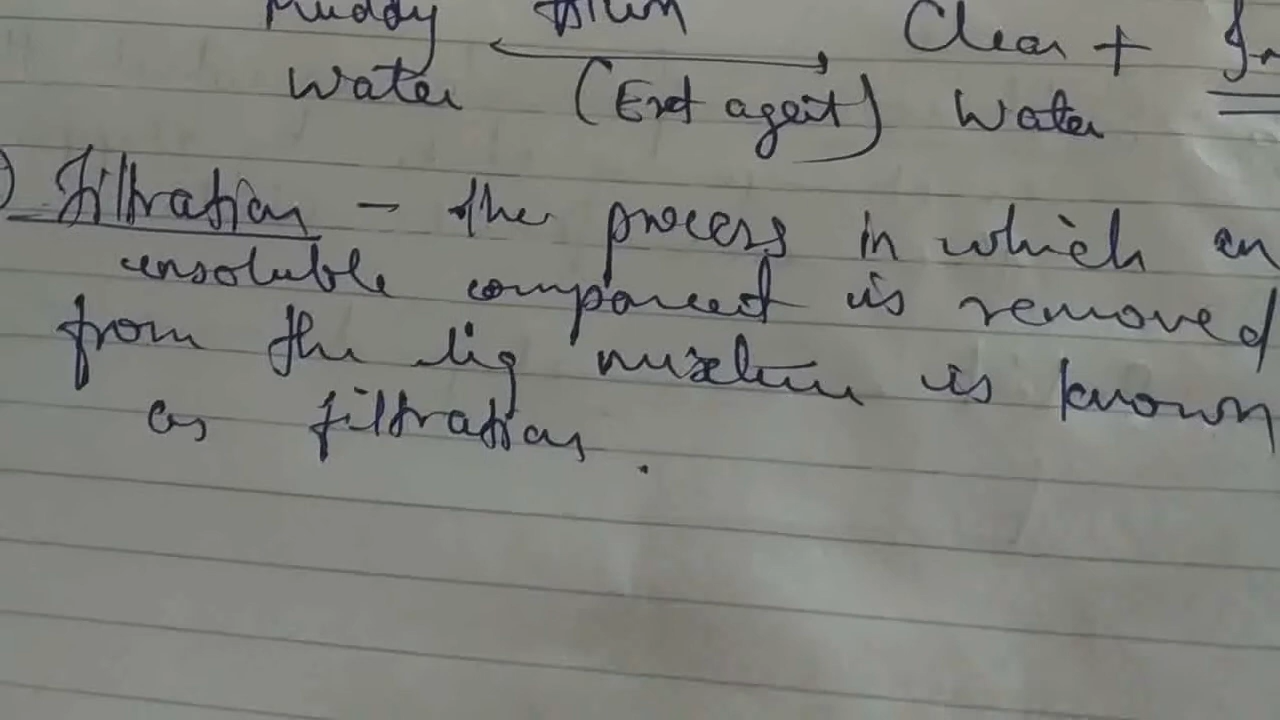 Muddy Alum Clear +
Water (Ext agent) Water
) Filtration - the process in which an
insoluble component is removed
from the liq mixture is known
as filtration.